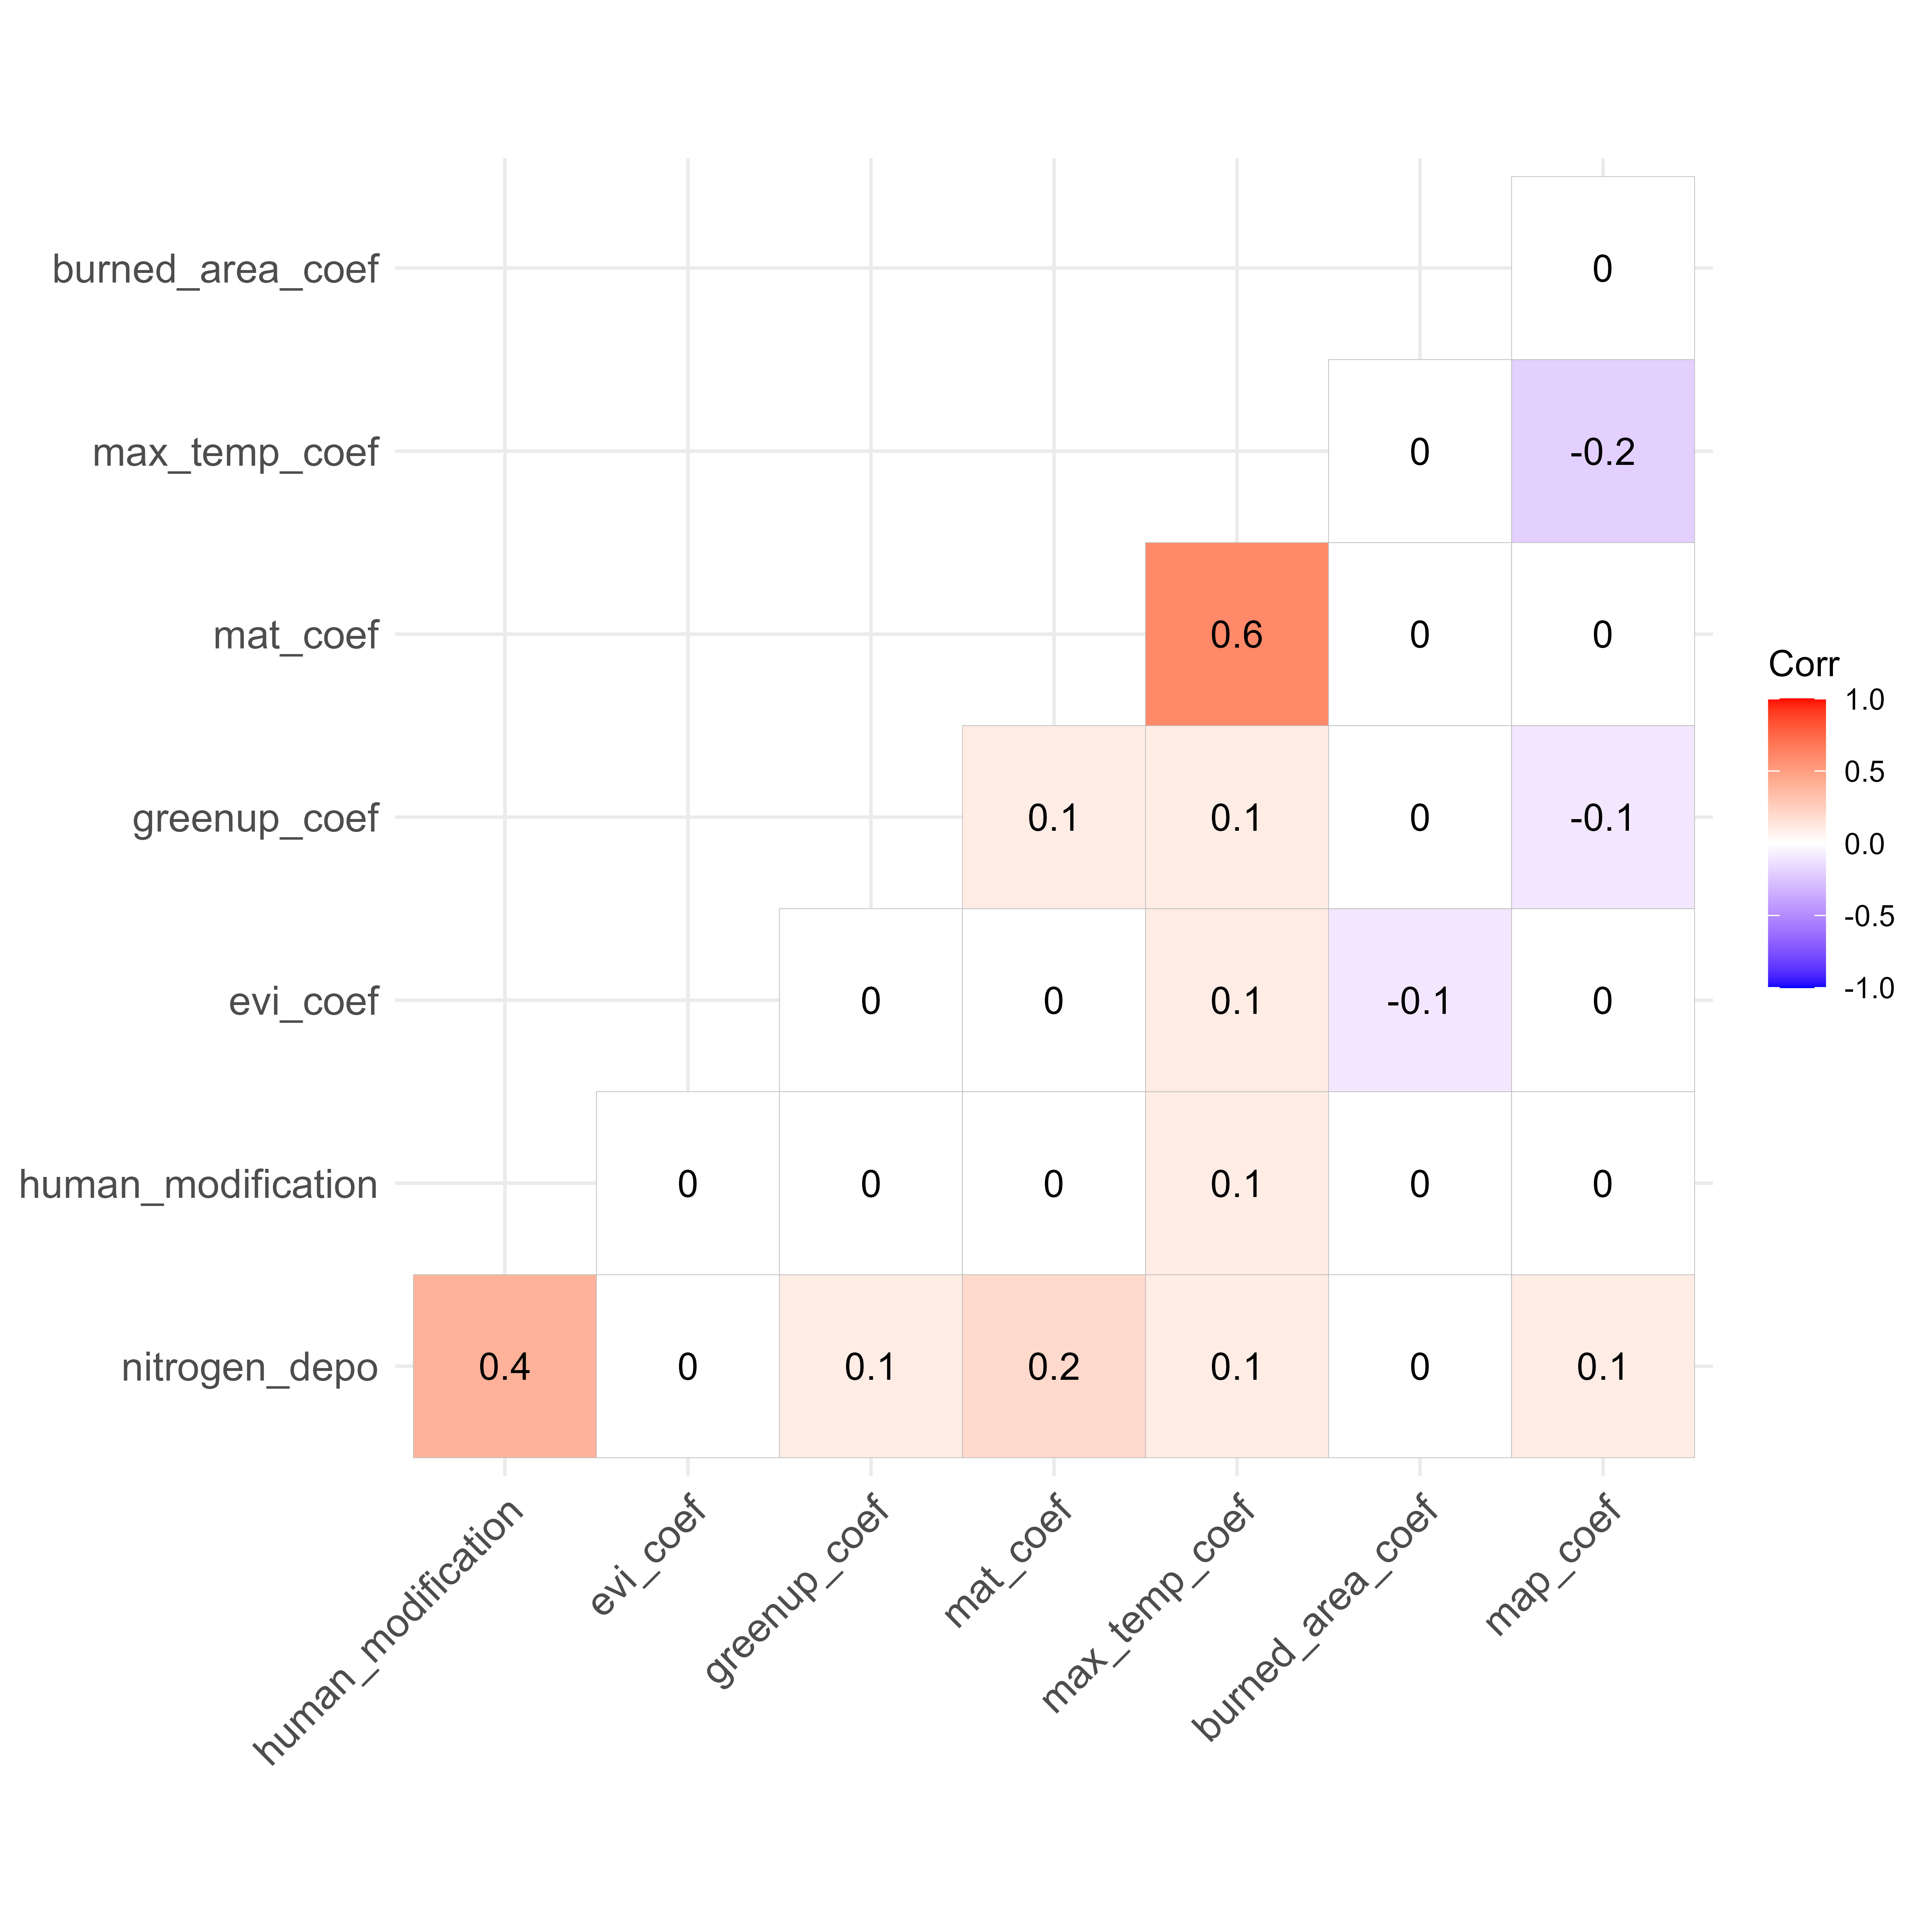 burned_area_coef
0
max_temp_coef
0 -0.2
mat_coef
0.6 0 0
greenup_coef
0.1 0.1 0 -0.1
evi_coef
0 0 0.1 -0.1 0
human_modification
0 0 0 0.1 0 0
nitrogen_depo
0.4 0 0.1 0.2 0.1 0 0.1
human_modification
evi_coef
greenup_coef
mat_coef
max_temp_coef
burned_area_coef
map_coef
Corr
1.0
0.5
0.0
-0.5
-1.0